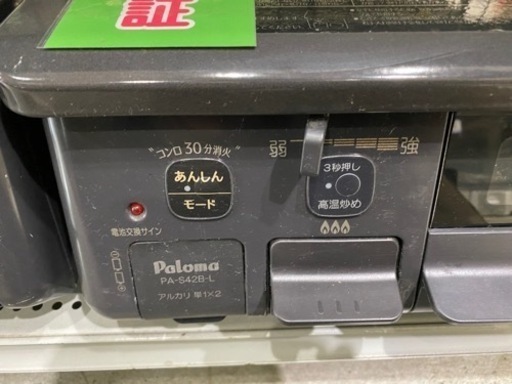 証
"コンロ30分消火"
あんしん
モード
弱
強
3秒押し
高温炒め
電池交換サイン
Paloma
PA-S42B-L
アルカリ 単1×2